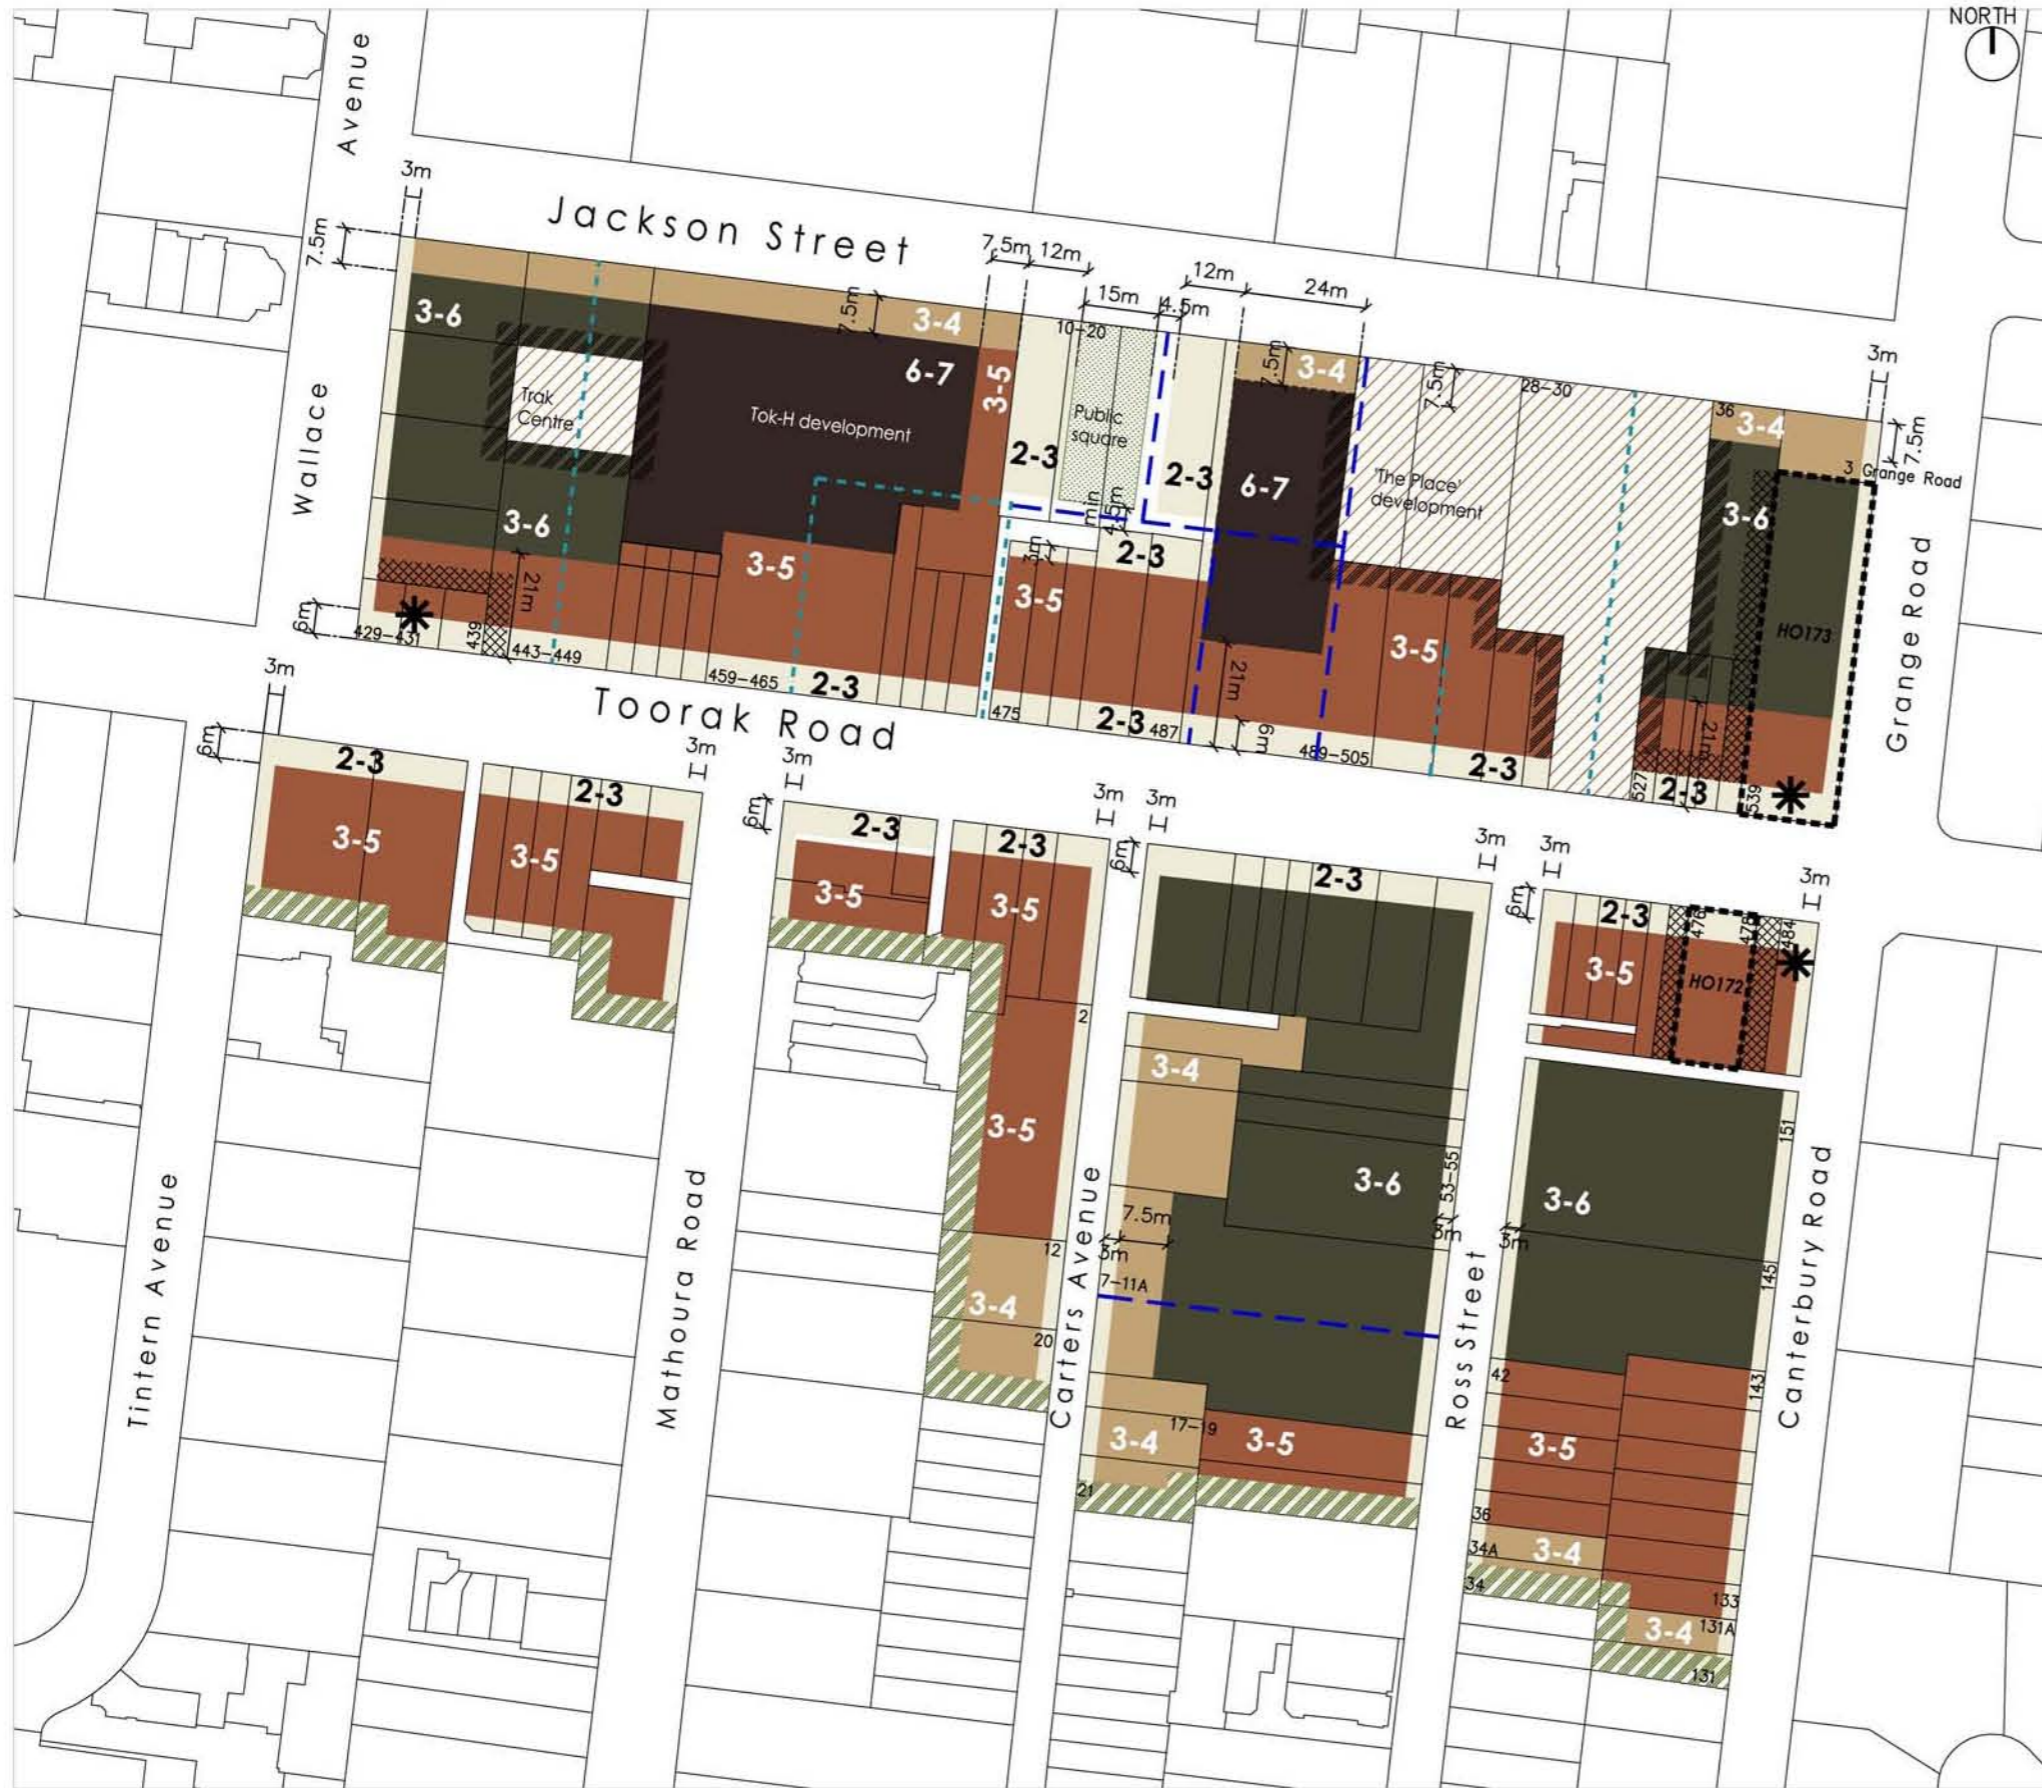 NORTH
Avenue
3m
Jackson Street
7.5m
7.5m 12m
12m
24m
15m
4.5m
3m
3-6
7.5m
3-4
10-20
7.5m
3-4
7.5m
28-30
36
3-4
7.5m
6-7
3-5
Trak
Centre
Tok-H development
Public
square
3 Grange Road
Wallace
2-3
2-3
6-7
'The Place'
development
3-6
3-6
min
4.5m
3-5
2-3
3m
3-5
21m
3-5
HO173
Grange Road
6m
429-431
439
443-449
459-465
2-3
475
2-3
487
21m
6m
489-505
2-3
527
2-3
21m
539
3m
Toorak Road
6m
2-3
3m
2-3
3m
6m
2-3
3m
3m
2-3
6m
2-3
3m
3m
6m
2-3
476
478
484
3m
3-5
3-5
3-5
3-5
3-5
HO172
2
3-4
3-5
3-6
53-55
3-6
151
7.5m
3m
3m
3m
12
7-11A
145
3-4
20
Tintern Avenue
Mathoura Road
Carters Avenue
Ross Street
Canterbury Road
42
143
17-19
3-4
3-5
3-5
21
36
34A
3-4
34
133
131A
3-4
131